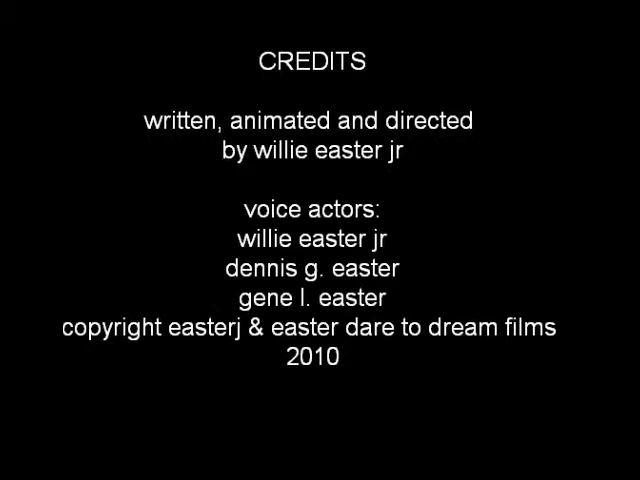 CREDITS
written, animated and directed
by willie easter jr
voice actors:
willie easter jr
dennis g. easter
gene l. easter
copyright easterj & easter dare to dream films
2010